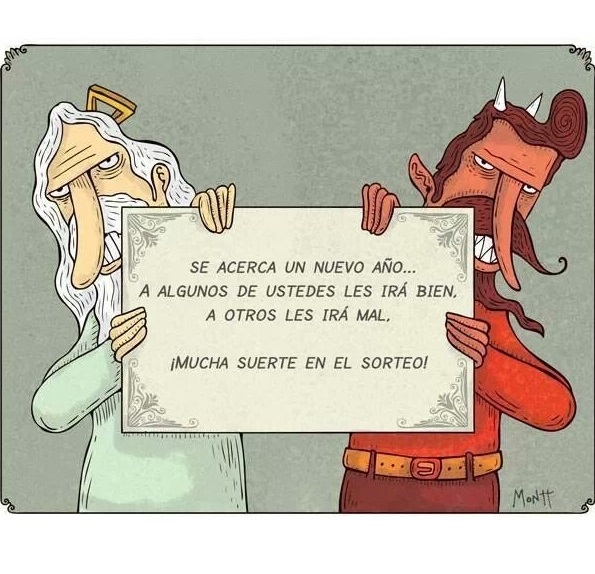 SE ACERCA UN NUEVO AÑO...
A ALGUNOS DE USTEDES LES IRÁ BIEN,
A OTROS LES IRÁ MAL,
¡MUCHA SUERTE EN EL SORTEO!
MONTT